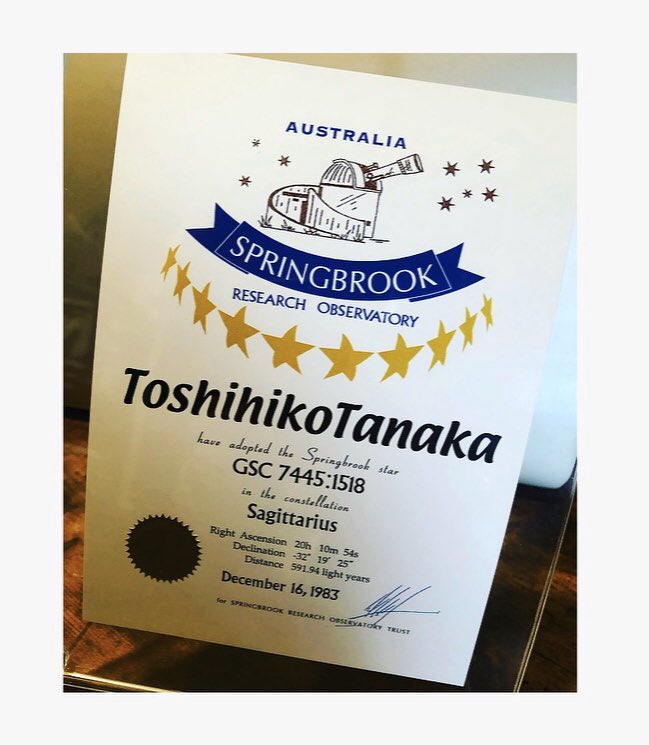 AUSTRALIA
SPRINGBROOK
RESEARCH OBSERVATORY
ToshihikoTanaka
have adopted the Springbrook star
GSC 7445:1518
in the constellation
Sagittarius
Right Ascension 20h 10m 54s
Declination -32° 19' 25"
Distance 591.94 light years
December 16, 1983
for SPRINGBROOK RESEARCH OBSERVATORY TRUST